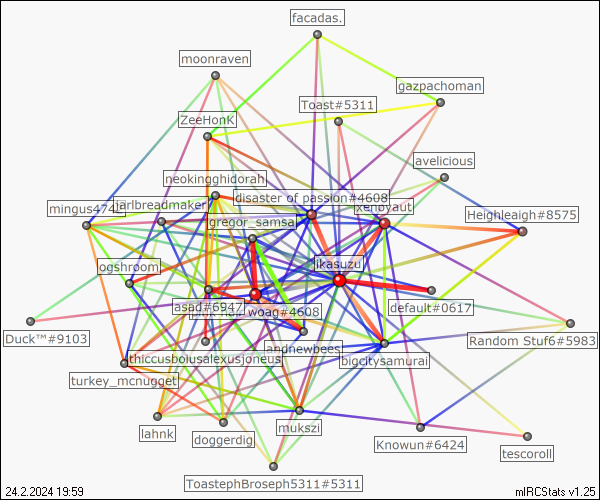 facadas.
moonraven
gazpachoman
Toast#5311
ZeeHonK
avelicious
neokinghidorah
disaster of passion#4608
xenoyaut
mingus4744
jarlbreadmaker
Heighleaigh#8575
gregor_samsa
ikasuzu
ogshroom
asad#6947
woag#4608
default#0617
Duck™#9103
andnewbees
Random Stuf6#5983
thiccusboiusalexusjoneus
bigcitysamurai
turkey_mcnugget
lahnk
mukszi
doggerdig
Knowun#6424
tescoroll
ToastephBroseph5311#5311
24.2.2024 19:59
mIRCStats v1.25